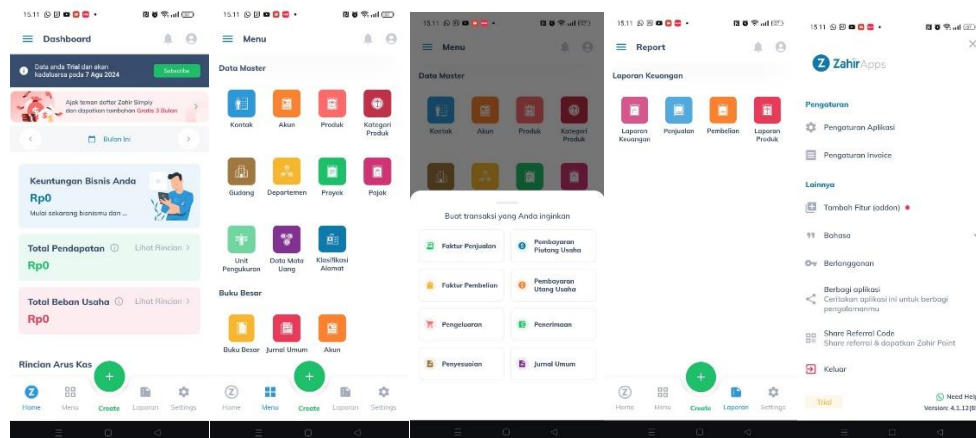 15.11
Dashboard
Data anda Trial dan akan
kadaluarsa pada 7 Agu 2024
Subscribe
Ajak teman daftar Zahir Simply
dan dapatkan tambahan Gratis 3 Bulan
Bulan Ini
Keuntungan Bisnis Anda
Rp0
Mulai sekarang bisnismu dan ...
Total Pendapatan
Lihat Rincian >
Rp0
Total Beban Usaha
Lihat Rincian >
Rp0
Rincian Arus Kas
Home
Menu
Create
Laporan
Settings
15.11
Menu
Data Master
Kontak
Akun
Produk
Kategori
Produk
Gudang
Departemen
Proyek
Pajak
Unit
Pengukuran
Data Mata
Uang
Klasifikasi
Alamat
Buku Besar
Buku Besar
Jurnal Umum
Akun
Home
Menu
Create
Laporan
Settings
15.11
Menu
Data Master
Kontak
Akun
Produk
Kategori
Produk
Buat transaksi yang Anda inginkan
Faktur Penjualan
Pembayaran
Piutang Usaha
Faktur Pembelian
Pembayaran
Utang Usaha
Pengeluaran
Penerimaan
Penyesuaian
Jurnal Umum
15.11
Report
Laporan Keuangan
Laporan
Keuangan
Penjualan
Pembelian
Laporan
Produk
Home
Menu
Create
Laporan
Settings
15.11
ZahirApps
Pengaturan
Pengaturan Aplikasi
Pengaturan Invoice
Lainnya
Tambah Fitur (addon)
Bahasa
Berlangganan
Berbagi aplikasi
Ceritakan aplikasi ini untuk berbagi
pengalamanmu
Share Referral Code
Share referral & dapatkan Zahir Point
Keluar
Trial
Need Help
Version: 4.1.12